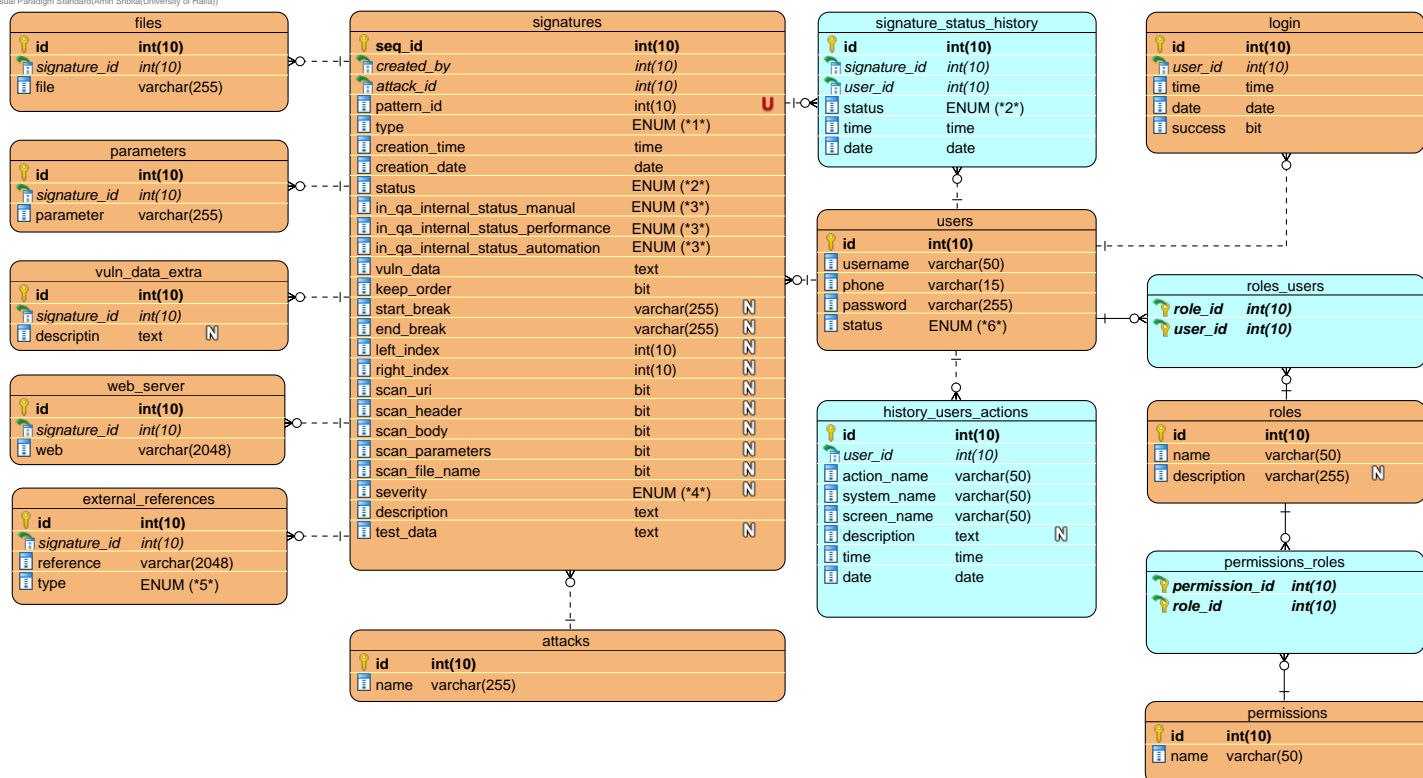 sual Paradigm Standard(Amin Shbita(University of Haifa))
files
id int(10)
signature_id int(10)
file varchar(255)
parameters
id int(10)
signature_id int(10)
parameter varchar(255)
vuln_data_extra
id int(10)
signature_id int(10)
descriptin text N
web_server
id int(10)
signature_id int(10)
web varchar(2048)
external_references
id int(10)
signature_id int(10)
reference varchar(2048)
type ENUM (*5*)
signatures
seq_id int(10)
created_by int(10)
attack_id int(10)
pattern_id int(10) U
type ENUM (*1*)
creation_time time
creation_date date
status ENUM (*2*)
in_qa_internal_status_manual ENUM (*3*)
in_qa_internal_status_performance ENUM (*3*)
in_qa_internal_status_automation ENUM (*3*)
vuln_data text
keep_order bit
start_break varchar(255) N
end_break varchar(255) N
left_index int(10) N
right_index int(10) N
scan_uri bit N
scan_header bit N
scan_body bit N
scan_parameters bit N
scan_file_name bit N
severity ENUM (*4*) N
description text
test_data text N
attacks
id int(10)
name varchar(255)
signature_status_history
id int(10)
signature_id int(10)
user_id int(10)
status ENUM (*2*)
time time
date date
users
id int(10)
username varchar(50)
phone varchar(15)
password varchar(255)
status ENUM (*6*)
history_users_actions
id int(10)
user_id int(10)
action_name varchar(50)
system_name varchar(50)
screen_name varchar(50)
description text N
time time
date date
login
id int(10)
user_id int(10)
time time
date date
success bit
roles_users
role_id int(10)
user_id int(10)
roles
id int(10)
name varchar(50)
description varchar(255) N
permissions_roles
permission_id int(10)
role_id int(10)
permissions
id int(10)
name varchar(50)